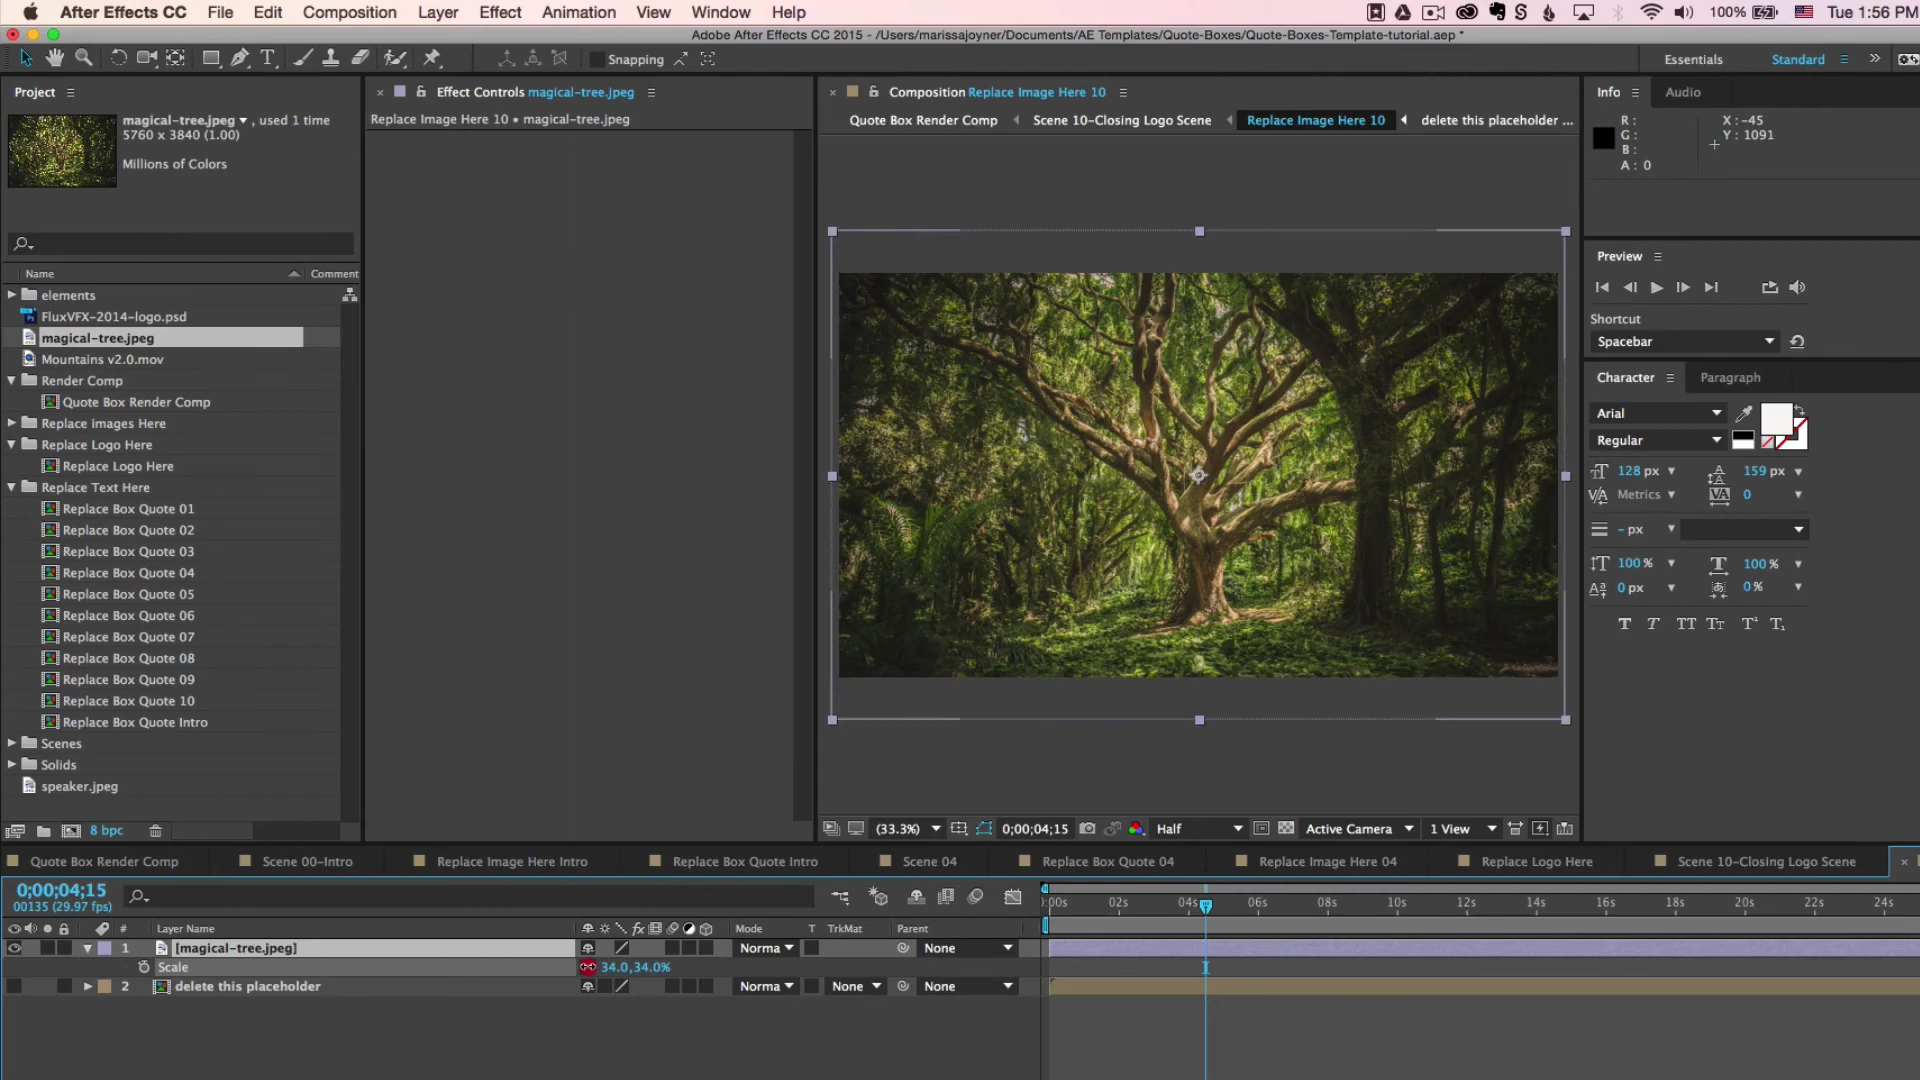 After Effects CC File Edit Composition Layer Effect Animation View Window Help 100% Tue 1:56 PM
Adobe After Effects CC 2015 - /Users/marissajoyner/Documents/AE Templates/Quote-Boxes/Quote-Boxes-Template-tutorial.aep *
Snapping Essentials Standard
Project
magical-tree.jpeg , used 1 time
5760 x 3840 (1.00)
Millions of Colors
Name Comment
elements
FluxVFX-2014-logo.psd
magical-tree.jpeg
Mountains v2.0.mov
Render Comp
Quote Box Render Comp
Replace images Here
Replace Logo Here
Replace Logo Here
Replace Text Here
Replace Box Quote 01
Replace Box Quote 02
Replace Box Quote 03
Replace Box Quote 04
Replace Box Quote 05
Replace Box Quote 06
Replace Box Quote 07
Replace Box Quote 08
Replace Box Quote 09
Replace Box Quote 10
Replace Box Quote Intro
Scenes
Solids
speaker.jpeg
8 bpc
Effect Controls magical-tree.jpeg
Replace Image Here 10 • magical-tree.jpeg
Composition Replace Image Here 10
Quote Box Render Comp Scene 10-Closing Logo Scene Replace Image Here 10 delete this placeholder ...
(33.3%) 0;00;04;15 Half Active Camera 1 View
Info Audio
R :
G :
B :
A : 0
X : -45
Y : 1091
Preview
Shortcut
Spacebar
Character Paragraph
Arial
Regular
128 px 159 px
Metrics 0
- px
100 % 100 %
0 px 0 %
T T TT Tt T¹ T₁
Quote Box Render Comp Scene 00-Intro Replace Image Here Intro Replace Box Quote Intro Scene 04 Replace Box Quote 04 Replace Image Here 04 Replace Logo Here Scene 10-Closing Logo Scene
0;00;04;15
00135 (29.97 fps)
:00s 02s 04s 06s 08s 10s 12s 14s 16s 18s 20s 22s 24s
# Layer Name Mode T TrkMat Parent
1 [magical-tree.jpeg] Norma None
Scale 34.0,34.0%
2 delete this placeholder Norma None None